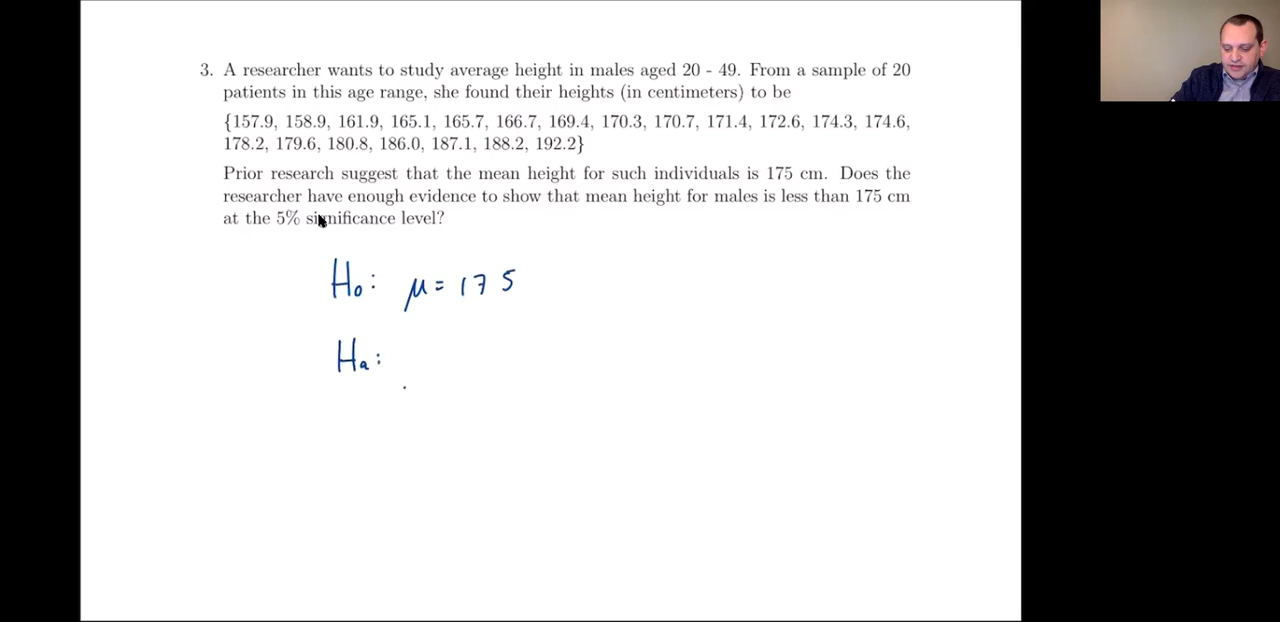 3. A researcher wants to study average height in males aged 20 - 49. From a sample of 20
patients in this age range, she found their heights (in centimeters) to be
{157.9, 158.9, 161.9, 165.1, 165.7, 166.7, 169.4, 170.3, 170.7, 171.4, 172.6, 174.3, 174.6,
178.2, 179.6, 180.8, 186.0, 187.1, 188.2, 192.2}
Prior research suggest that the mean height for such individuals is 175 cm. Does the
researcher have enough evidence to show that mean height for males is less than 175 cm
at the 5% significance level?
H₀: μ = 175
Hₐ: